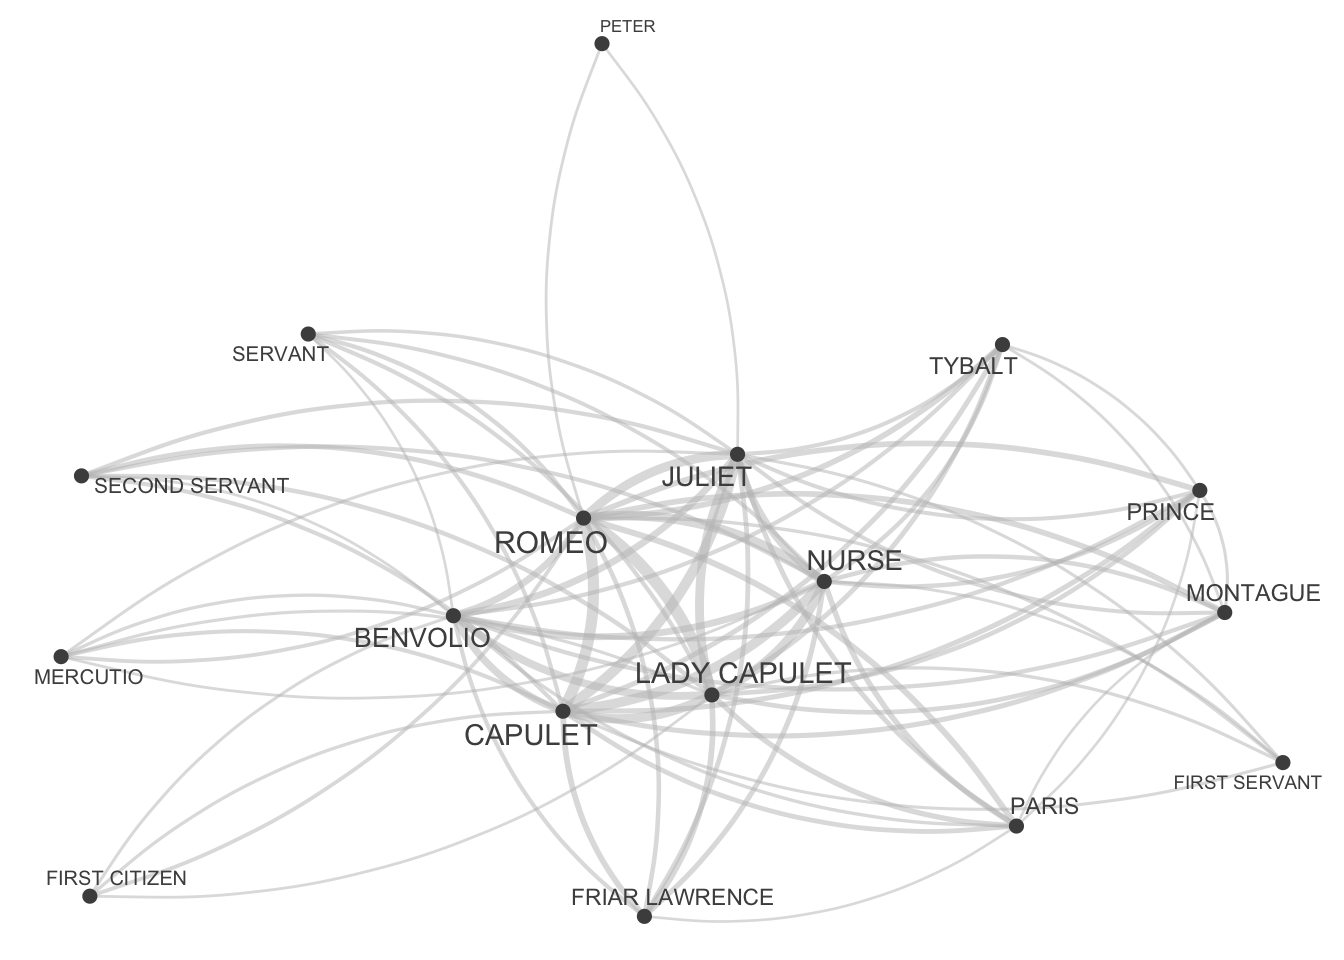 PETER
SERVANT
TYBALT
JULIET
SECOND SERVANT
PRINCE
ROMEO
NURSE
MONTAGUE
BENVOLIO
LADY CAPULET
MERCUTIO
CAPULET
FIRST SERVANT
PARIS
FIRST CITIZEN
FRIAR LAWRENCE